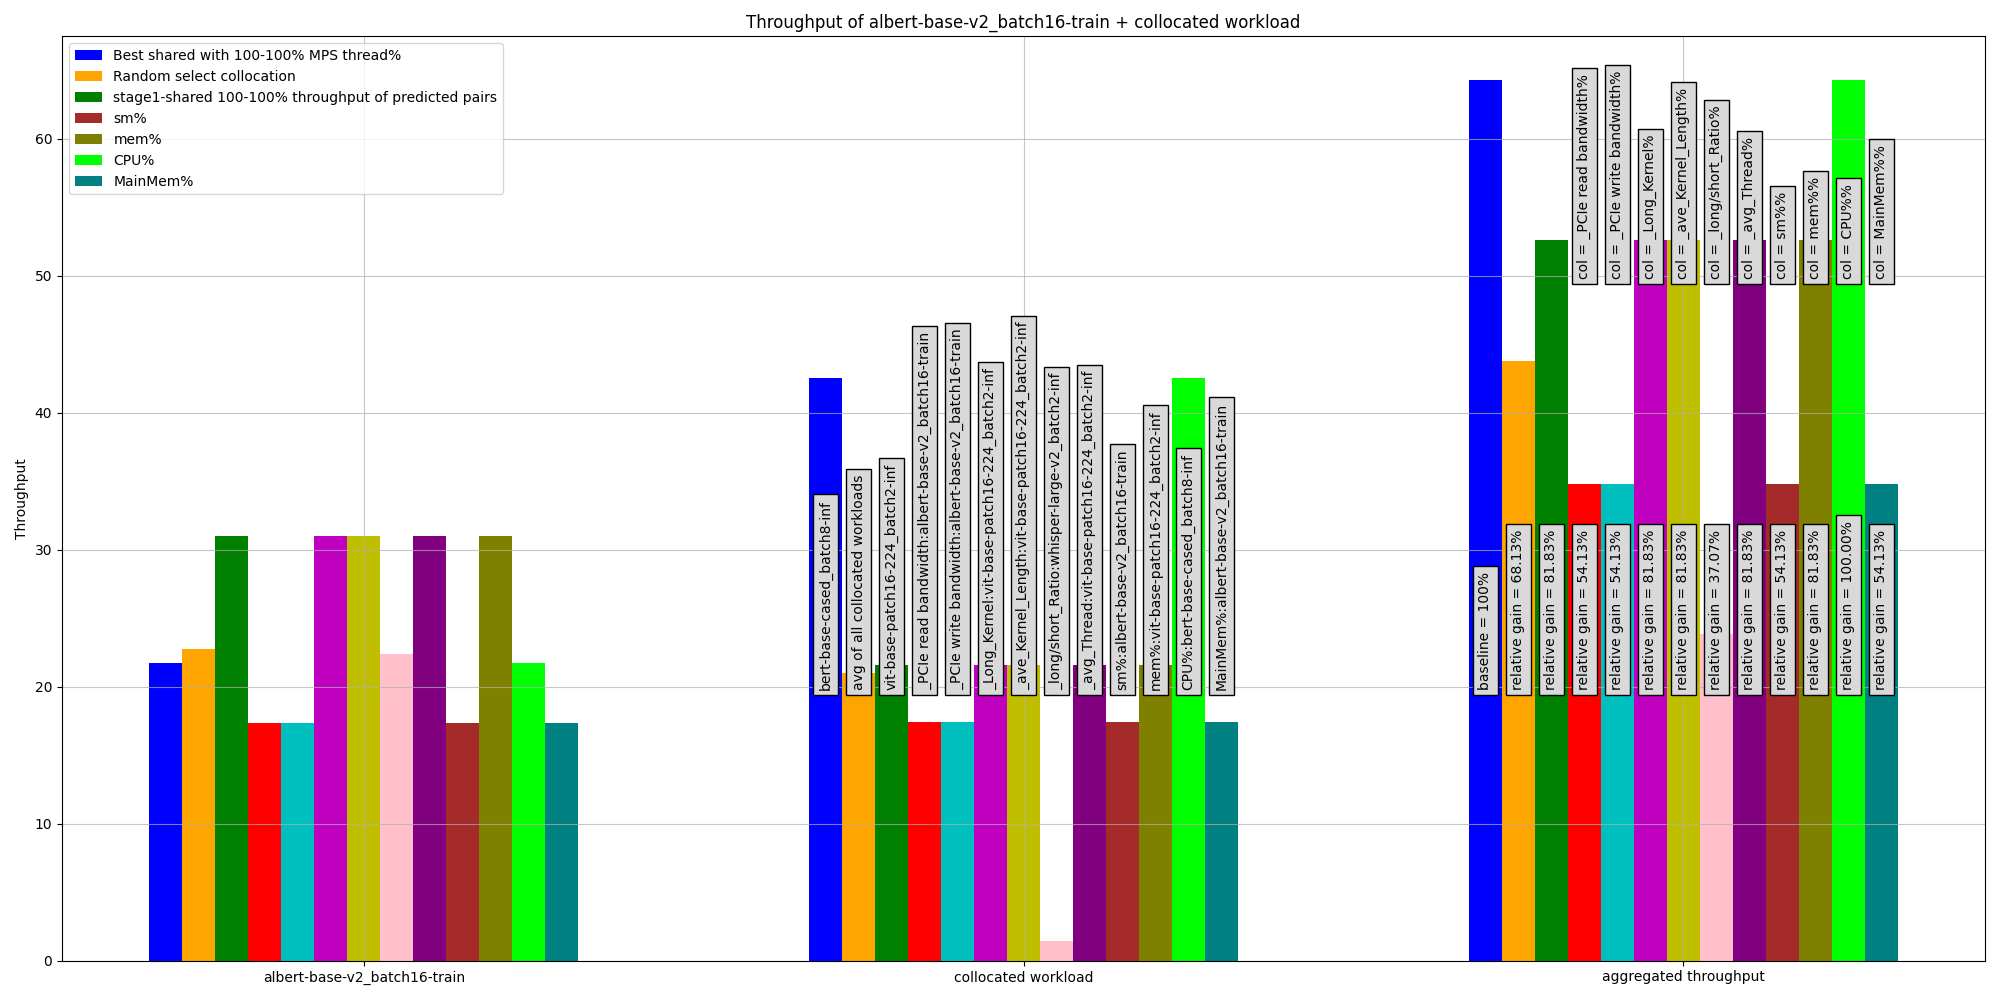 Throughput of albert-base-v2_batch16-train + collocated workload
Best shared with 100-100% MPS thread%
Random select collocation
stage1-shared 100-100% throughput of predicted pairs
sm%
mem%
CPU%
MainMem%
Throughput
60
50
40
30
20
10
0
bert-base-cased_batch8-inf
avg of all collocated workloads
vit-base-patch16-224_batch2-inf
_PCIe read bandwidth:albert-base-v2_batch16-train
_PCIe write bandwidth:albert-base-v2_batch16-train
_Long_Kernel:vit-base-patch16-224_batch2-inf
_ave_Kernel_Length:vit-base-patch16-224_batch2-inf
_long/short_Ratio:whisper-large-v2_batch2-inf
_avg_Thread:vit-base-patch16-224_batch2-inf
sm%:albert-base-v2_batch16-train
mem%:vit-base-patch16-224_batch2-inf
CPU%:bert-base-cased_batch8-inf
MainMem%:albert-base-v2_batch16-train
col = _PCIe read bandwidth%
col = _PCIe write bandwidth%
col = _Long_Kernel%
col = _ave_Kernel_Length%
col = _long/short_Ratio%
col = _avg_Thread%
col = sm%%
col = mem%%
col = CPU%%
col = MainMem%%
baseline = 100%
relative gain = 68.13%
relative gain = 81.83%
relative gain = 54.13%
relative gain = 54.13%
relative gain = 81.83%
relative gain = 81.83%
relative gain = 37.07%
relative gain = 81.83%
relative gain = 54.13%
relative gain = 81.83%
relative gain = 100.00%
relative gain = 54.13%
albert-base-v2_batch16-train
collocated workload
aggregated throughput